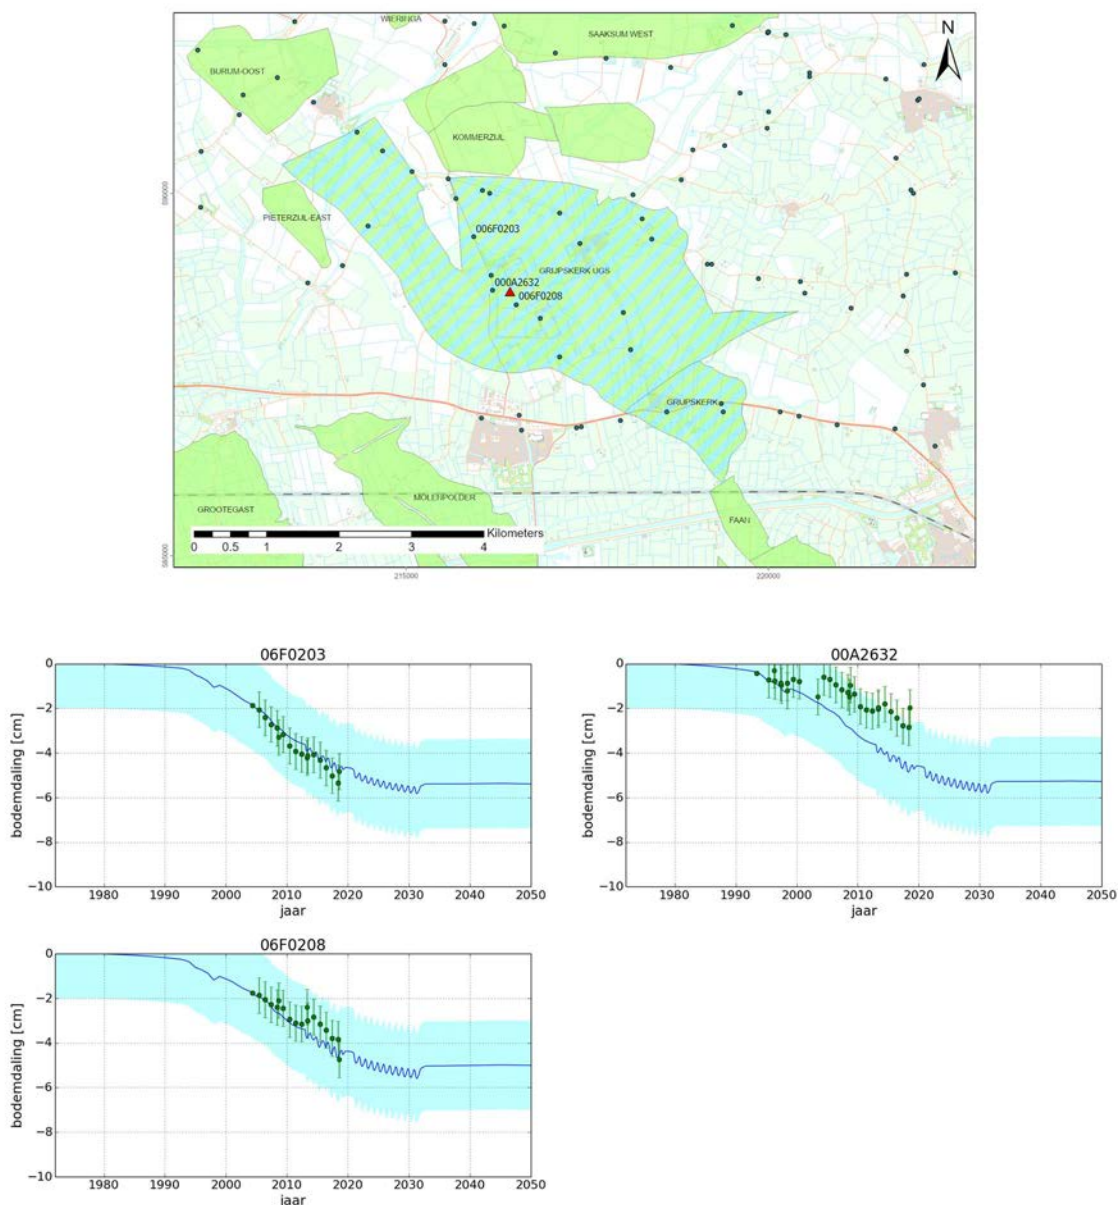 WIERINGA
SAAKSUM WEST
N
BURUM-OOST
KOMMERZIJL
PIETERZIJL-EAST
006F0203
GRIJPSKERK UGS
000A2632
006F0208
GRIJPSKERK
MOLENPOLDER
GROOTEGAST
FAAN
Kilometers
0 0.5 1 2 3 4
590000
585000
215000 220000
06F0203
bodemdaling [cm]
0
−2
−4
−6
−8
−10
1980 1990 2000 2010 2020 2030 2040 2050
jaar
00A2632
bodemdaling [cm]
0
−2
−4
−6
−8
−10
1980 1990 2000 2010 2020 2030 2040 2050
jaar
06F0208
bodemdaling [cm]
0
−2
−4
−6
−8
−10
1980 1990 2000 2010 2020 2030 2040 2050
jaar